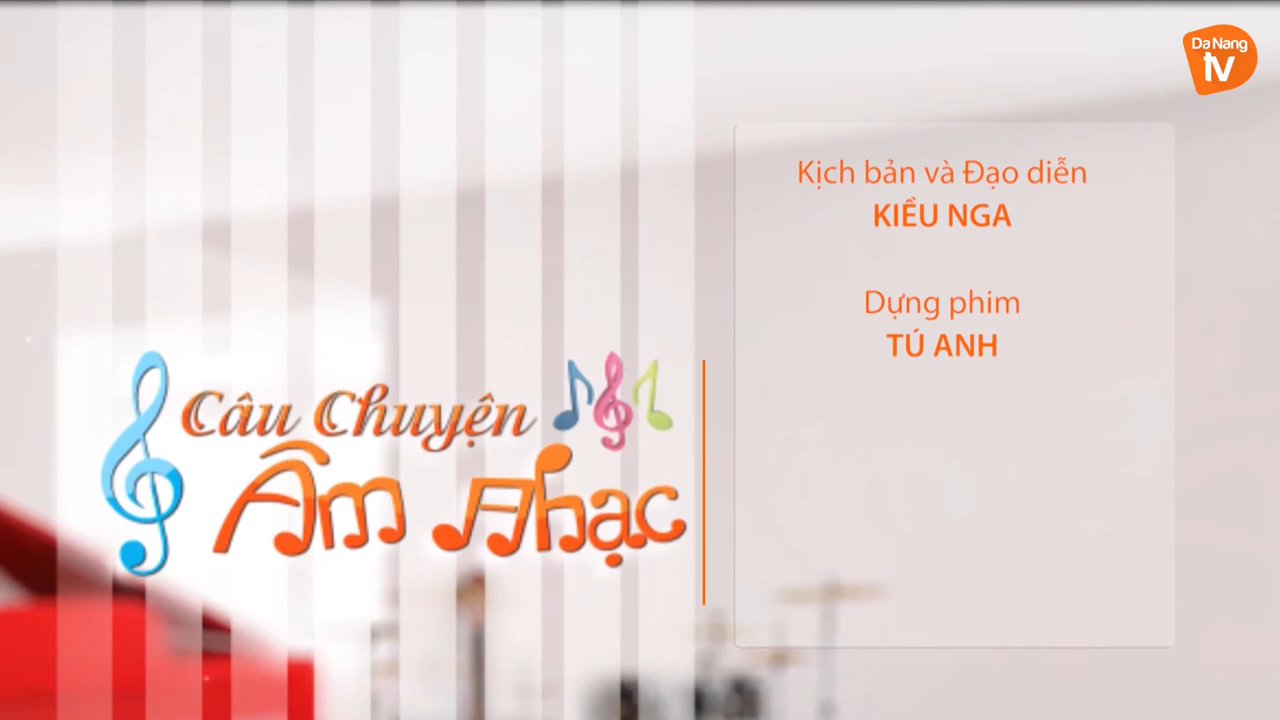 Da Nang
tv
Kịch bản và Đạo diễn
KIỀU NGA
Dựng phim
TÚ ANH
Câu Chuyện
Âm Nhạc